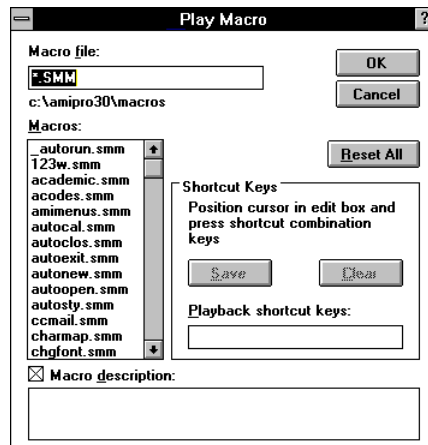 Play Macro
?
Macro file:
*.SMM
c:\amipro30\macros
Macros:
_autorun.smm
123w.smm
academic.smm
acodes.smm
amimenus.smm
autocal.smm
autoclos.smm
autoexit.smm
autonew.smm
autoopen.smm
autosty.smm
ccmail.smm
charmap.smm
chgfont.smm
OK
Cancel
Reset All
Shortcut Keys
Position cursor in edit box and
press shortcut combination
keys
Save
Clear
Playback shortcut keys:
Macro description: